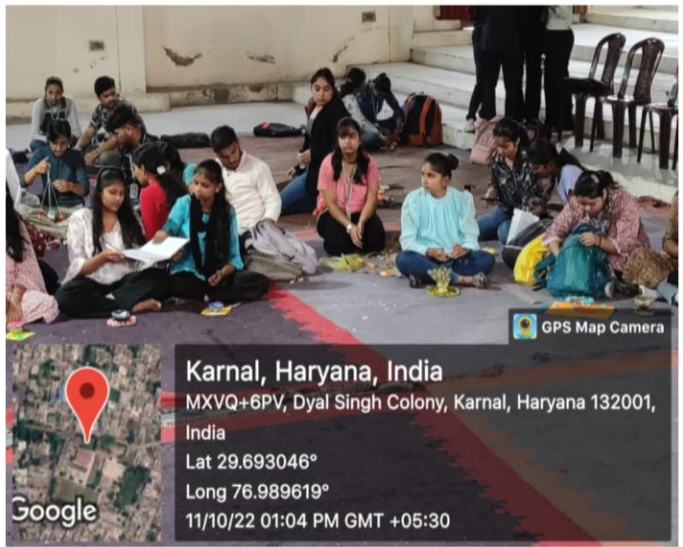 GPS Map Camera
Karnal, Haryana, India
MXVQ+6PV, Dyal Singh Colony, Karnal, Haryana 132001,
India
Lat 29.693046°
Long 76.989619°
11/10/22 01:04 PM GMT +05:30
Google